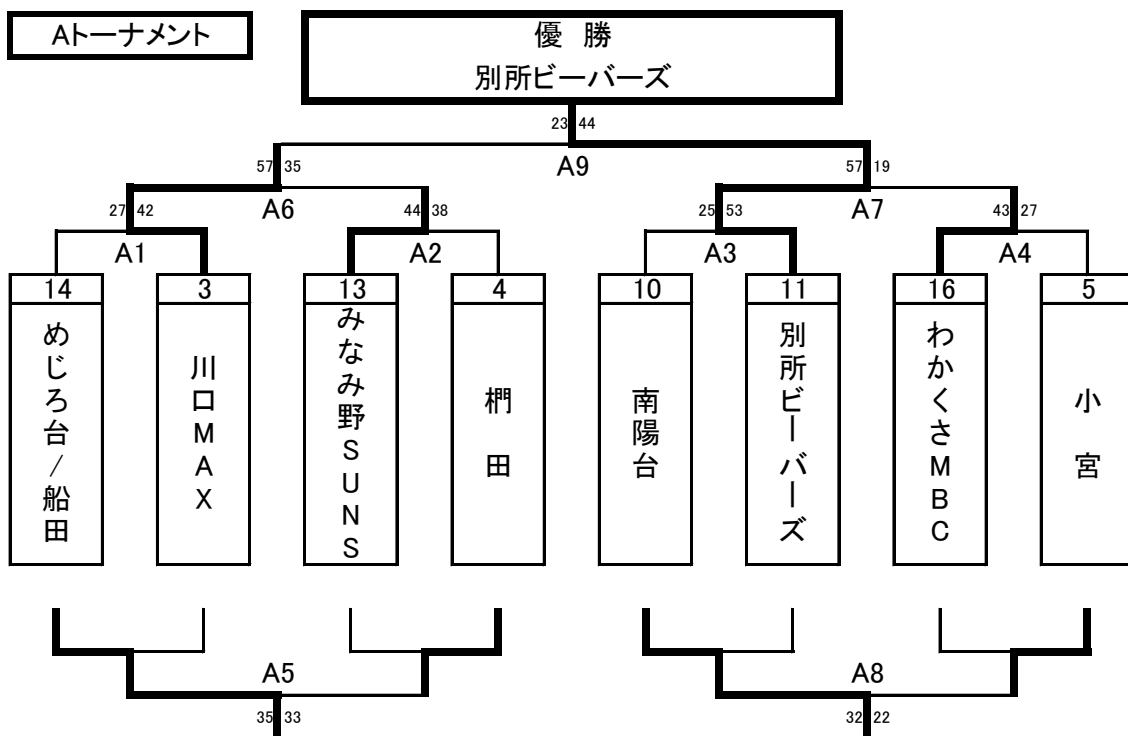 Aトーナメント
優 勝
別所ビーバーズ
23 44
A9
57 35
57 19
A6
A7
27 42
44 38
25 53
43 27
A1
A2
A3
A4
14
3
13
4
10
11
16
5
めじろ台/船田
川口MAX
みなみ野SUNS
椚田
南陽台
別所ビーバーズ
わかくさMBC
小宮
A5
A8
35 33
32 22